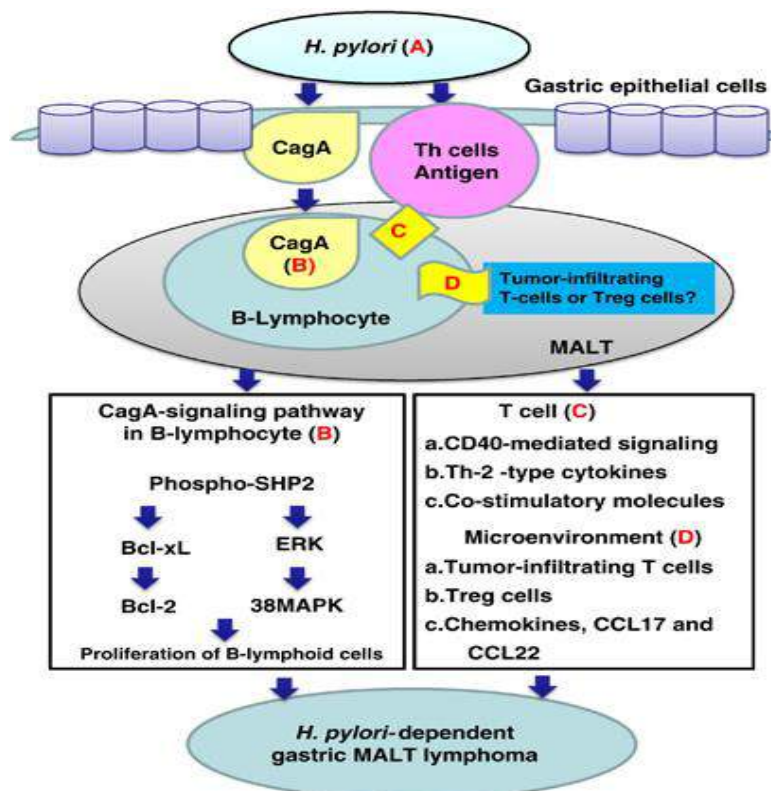 H. pylori (A)
Gastric epithelial cells
CagA
Th cells
Antigen
C
CagA
(B)
D
Tumor-infiltrating
T-cells or Treg cells?
B-Lymphocyte
MALT
CagA-signaling pathway
in B-lymphocyte (B)
Phospho-SHP2
Bcl-xL
ERK
Bcl-2
38MAPK
Proliferation of B-lymphoid cells
T cell (C)
a.CD40-mediated signaling
b.Th-2 -type cytokines
c.Co-stimulatory molecules
Microenvironment (D)
a.Tumor-infiltrating T cells
b.Treg cells
c.Chemokines, CCL17 and
CCL22
H. pylori-dependent
gastric MALT lymphoma